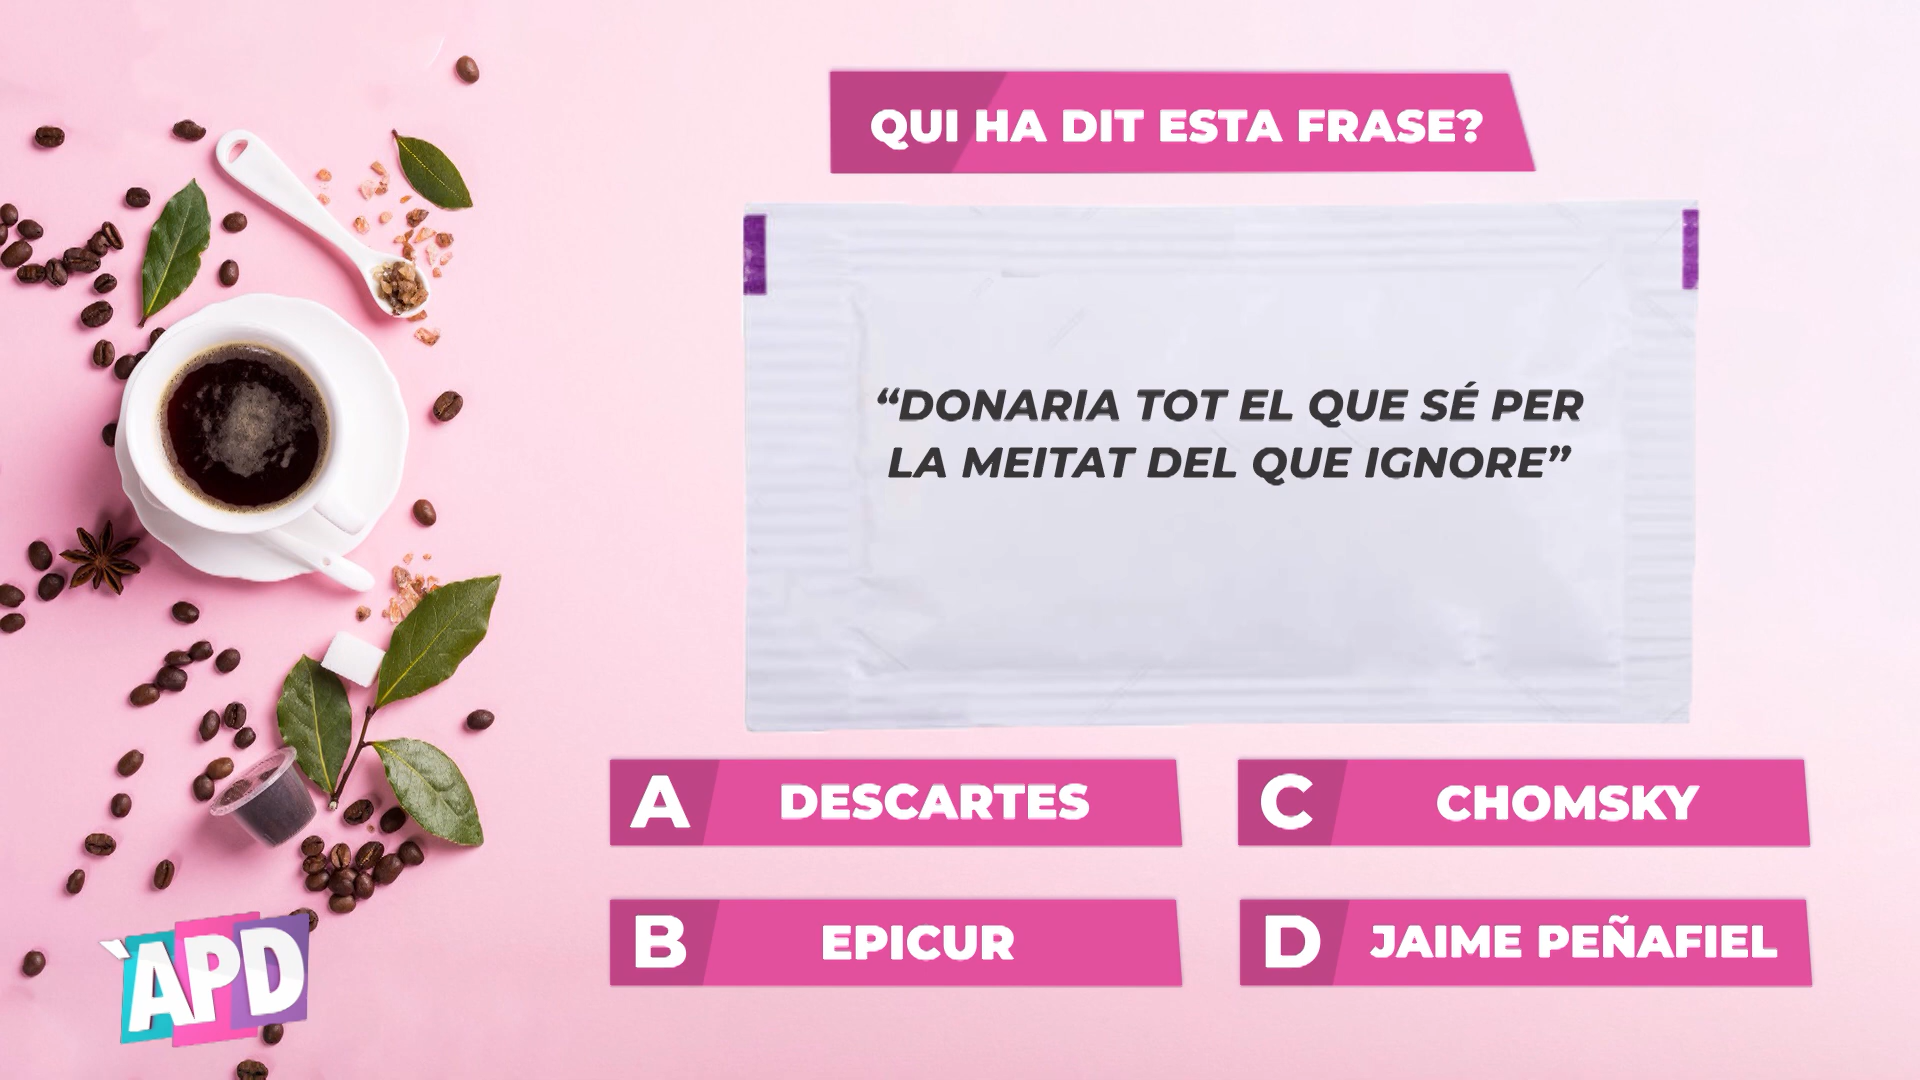 QUI HA DIT ESTA FRASE?
“DONARIA TOT EL QUE SÉ PER
LA MEITAT DEL QUE IGNORE”
A DESCARTES
B EPICUR
C CHOMSKY
D JAIME PEÑAFIEL
`APD